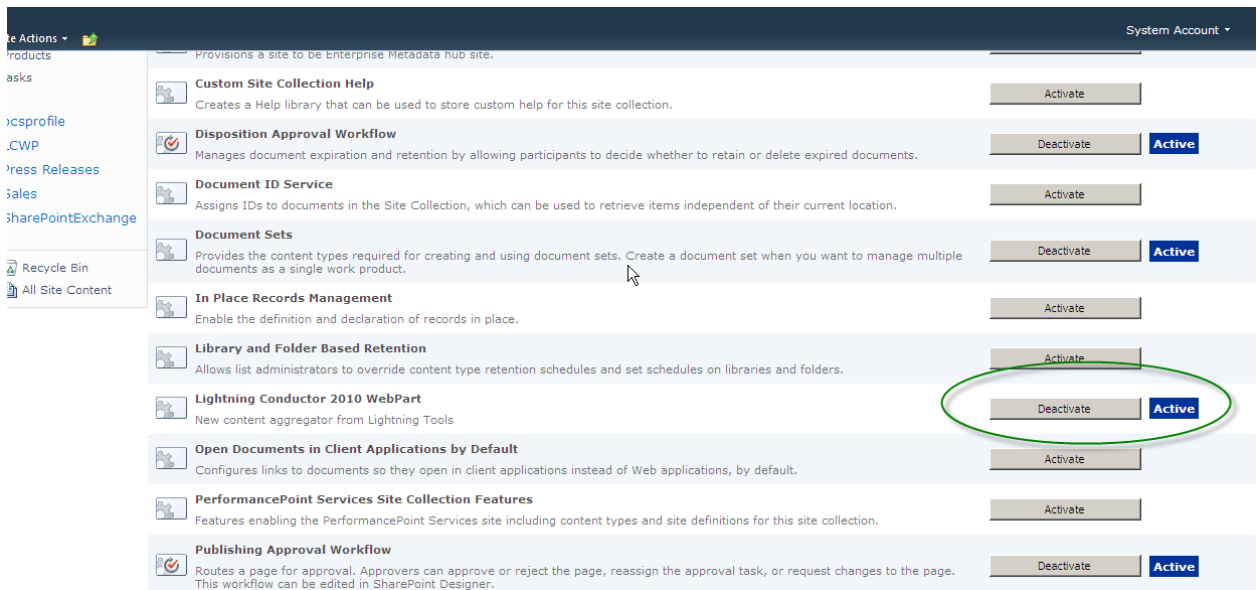 te Actions
System Account
Products
asks
ocsprofile
CWP
Press Releases
Sales
SharePointExchange
Recycle Bin
All Site Content
Provisions a site to be Enterprise Metadata hub site.
Custom Site Collection Help
Creates a Help library that can be used to store custom help for this site collection.
Activate
Disposition Approval Workflow
Manages document expiration and retention by allowing participants to decide whether to retain or delete expired documents.
Deactivate Active
Document ID Service
Assigns IDs to documents in the Site Collection, which can be used to retrieve items independent of their current location.
Activate
Document Sets
Provides the content types required for creating and using document sets. Create a document set when you want to manage multiple
documents as a single work product.
Deactivate Active
In Place Records Management
Enable the definition and declaration of records in place.
Activate
Library and Folder Based Retention
Allows list administrators to override content type retention schedules and set schedules on libraries and folders.
Activate
Lightning Conductor 2010 WebPart
New content aggregator from Lightning Tools
Deactivate Active
Open Documents in Client Applications by Default
Configures links to documents so they open in client applications instead of Web applications, by default.
Activate
PerformancePoint Services Site Collection Features
Features enabling the PerformancePoint Services site including content types and site definitions for this site collection.
Activate
Publishing Approval Workflow
Routes a page for approval. Approvers can approve or reject the page, reassign the approval task, or request changes to the page.
This workflow can be edited in SharePoint Designer.
Deactivate Active